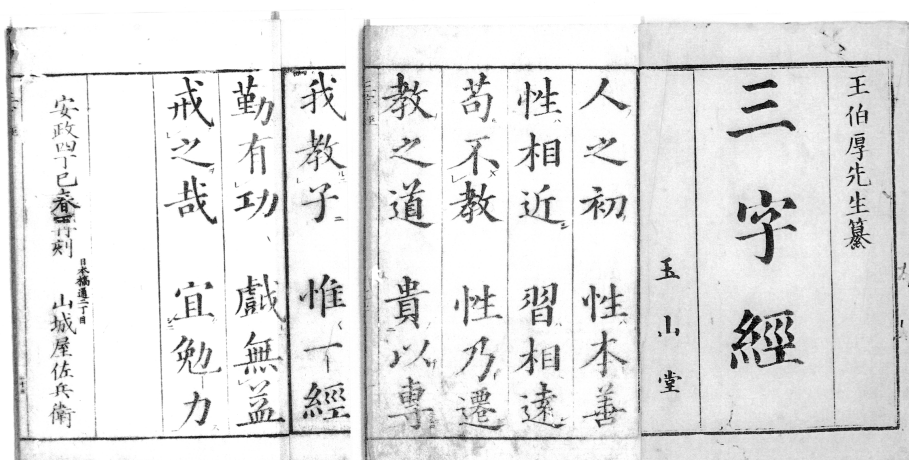 王伯厚先生纂
三字經
玉山堂
人之初 性本善
性相近 習相遠
苟不教 性乃遷
教之道 貴以專
我教子 惟一經
勤有功 戲無益
戒之哉 宜勉力
安政四丁巳春再刻 日本橋通二丁目 山城屋佐兵衛